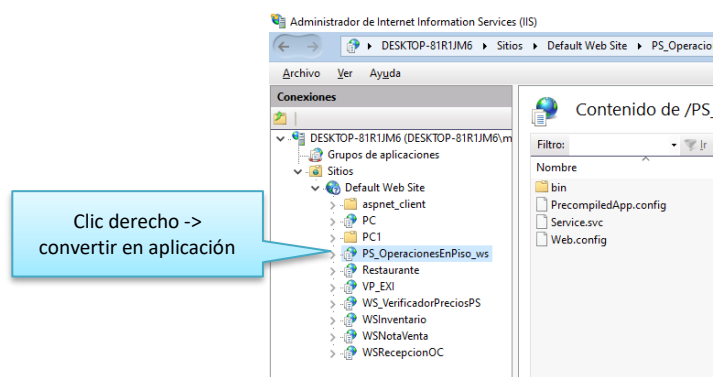 Administrador de Internet Information Services (IIS)
DESKTOP-81R1JM6 Sitios Default Web Site PS_Operacio
Archivo Ver Ayuda
Conexiones
DESKTOP-81R1JM6 (DESKTOP-81R1JM6\m
Grupos de aplicaciones
Sitios
Default Web Site
aspnet_client
PC
PC1
PS_OperacionesEnPiso_ws
Restaurante
VP_EXI
WS_VerificadorPreciosPS
WSInventario
WSNotaVenta
WSRecepcionOC
Clic derecho ->
convertir en aplicación
Contenido de /PS_
Filtro: Ir
Nombre
bin
PrecompiledApp.config
Service.svc
Web.config